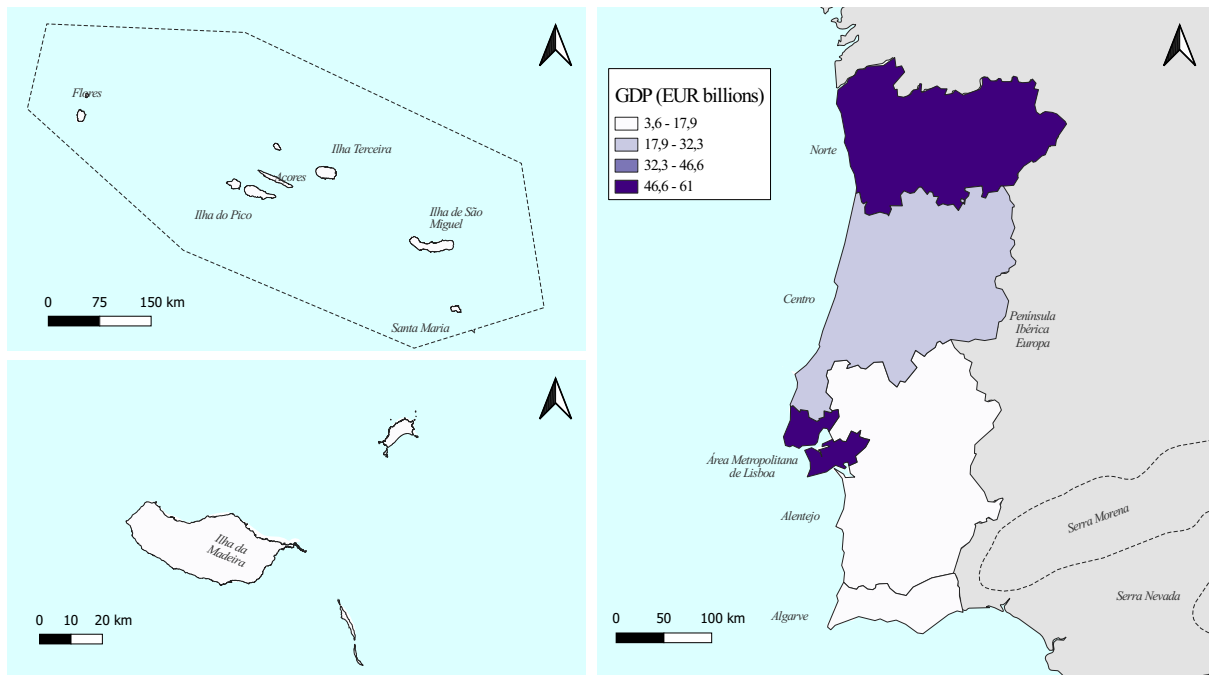 Flores
Ilha Terceira
Açores
Ilha do Pico
Ilha de São
Miguel
Santa Maria
0 75 150 km
Ilha da
Madeira
0 10 20 km
GDP (EUR billions)
3,6 - 17,9
17,9 - 32,3
32,3 - 46,6
46,6 - 61
Norte
Centro
Península
Ibérica
Europa
Área Metropolitana
de Lisboa
Alentejo
Serra Morena
Serra Nevada
Algarve
0 50 100 km